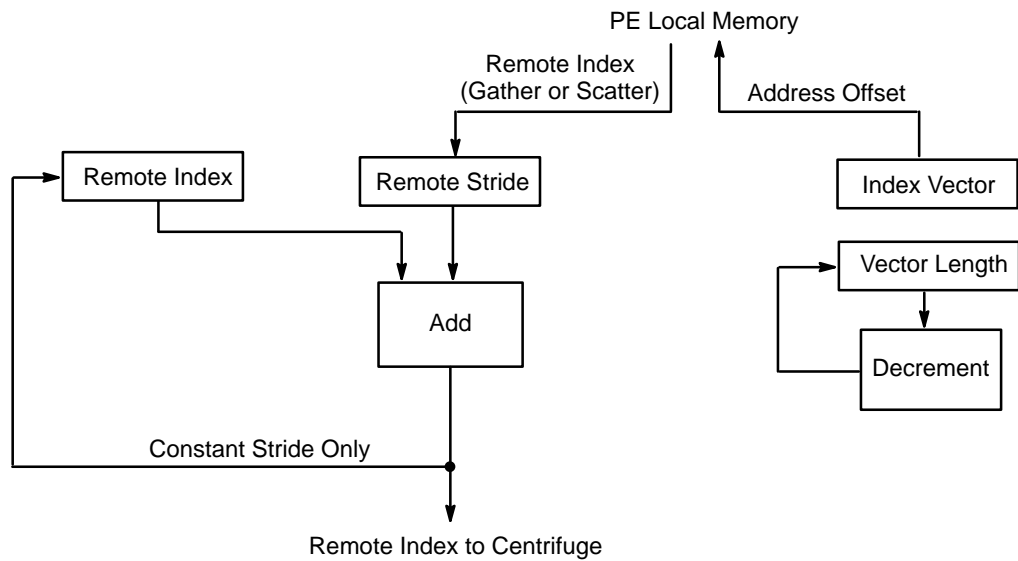 PE Local Memory
Remote Index
(Gather or Scatter)
Address Offset
Remote Index
Remote Stride
Index Vector
Vector Length
Add
Decrement
Constant Stride Only
Remote Index to Centrifuge